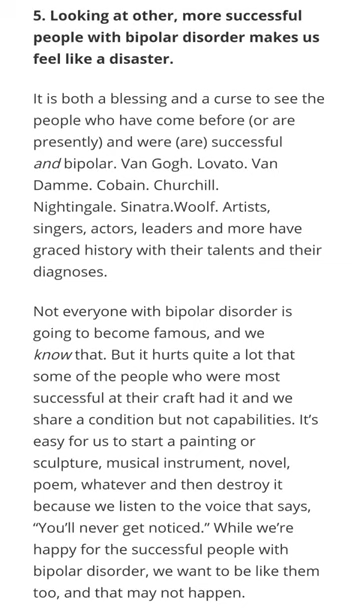 5. Looking at other, more successful
people with bipolar disorder makes us
feel like a disaster.
It is both a blessing and a curse to see the
people who have come before (or are
presently) and were (are) successful
and bipolar. Van Gogh. Lovato. Van
Damme. Cobain. Churchill.
Nightingale. Sinatra.Woolf. Artists,
singers, actors, leaders and more have
graced history with their talents and their
diagnoses.
Not everyone with bipolar disorder is
going to become famous, and we
know that. But it hurts quite a lot that
some of the people who were most
successful at their craft had it and we
share a condition but not capabilities. It’s
easy for us to start a painting or
sculpture, musical instrument, novel,
poem, whatever and then destroy it
because we listen to the voice that says,
“You’ll never get noticed.” While we’re
happy for the successful people with
bipolar disorder, we want to be like them
too, and that may not happen.